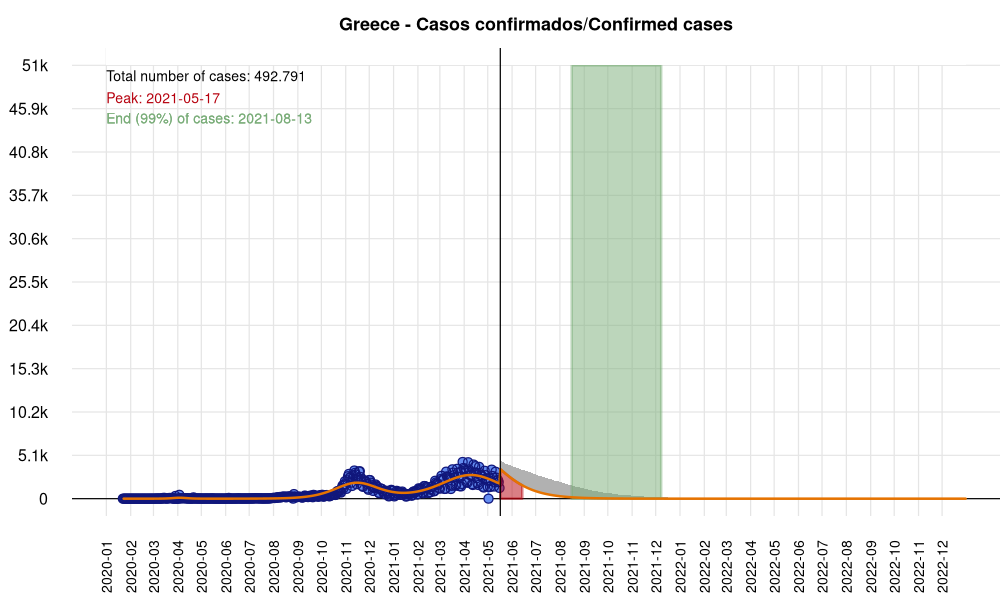 Greece - Casos confirmados/Confirmed cases
Total number of cases: 492.791
Peak: 2021-05-17
End (99%) of cases: 2021-08-13
51k
45.9k
40.8k
35.7k
30.6k
25.5k
20.4k
15.3k
10.2k
5.1k
0
2020-01
2020-02
2020-03
2020-04
2020-05
2020-06
2020-07
2020-08
2020-09
2020-10
2020-11
2020-12
2021-01
2021-02
2021-03
2021-04
2021-05
2021-06
2021-07
2021-08
2021-09
2021-10
2021-11
2021-12
2022-01
2022-02
2022-03
2022-04
2022-05
2022-06
2022-07
2022-08
2022-09
2022-10
2022-11
2022-12